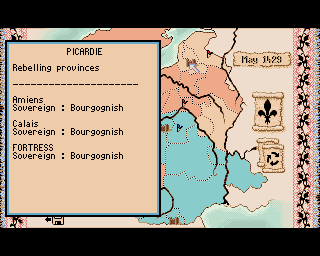 PICARDIE
Rebelling provinces
----------------------
Amiens
Sovereign : Bourgognish
Calais
Sovereign : Bourgognish
FORTRESS
Sovereign : Bourgognish
May 1429